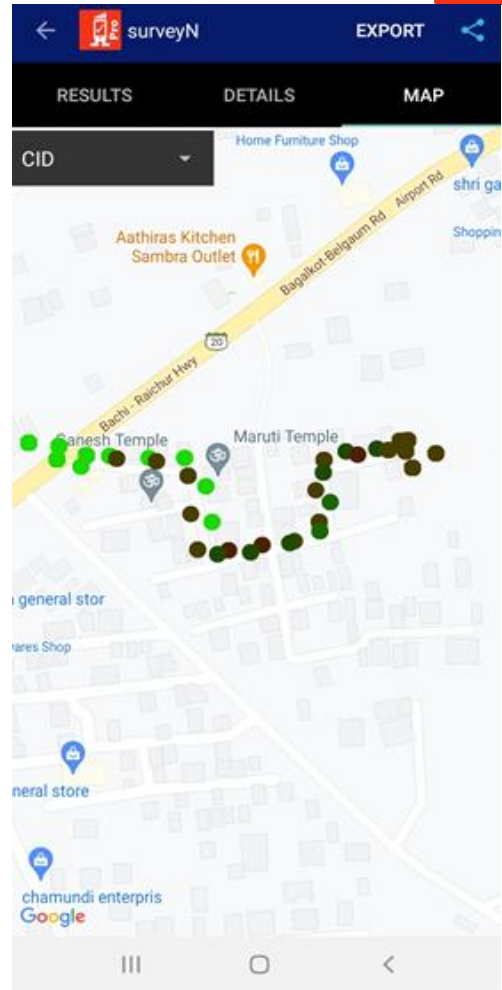 surveyN
EXPORT
RESULTS
DETAILS
MAP
CID
Home Furniture Shop
shri ga
Shoppin
Airport Rd
Bagalkot-Belgaum Rd
Aathiras Kitchen
Sambra Outlet
20
Bachi - Raichur Hwy
Ganesh Temple
Maruti Temple
general stor
ares Shop
neral store
chamundi enterpris
Google